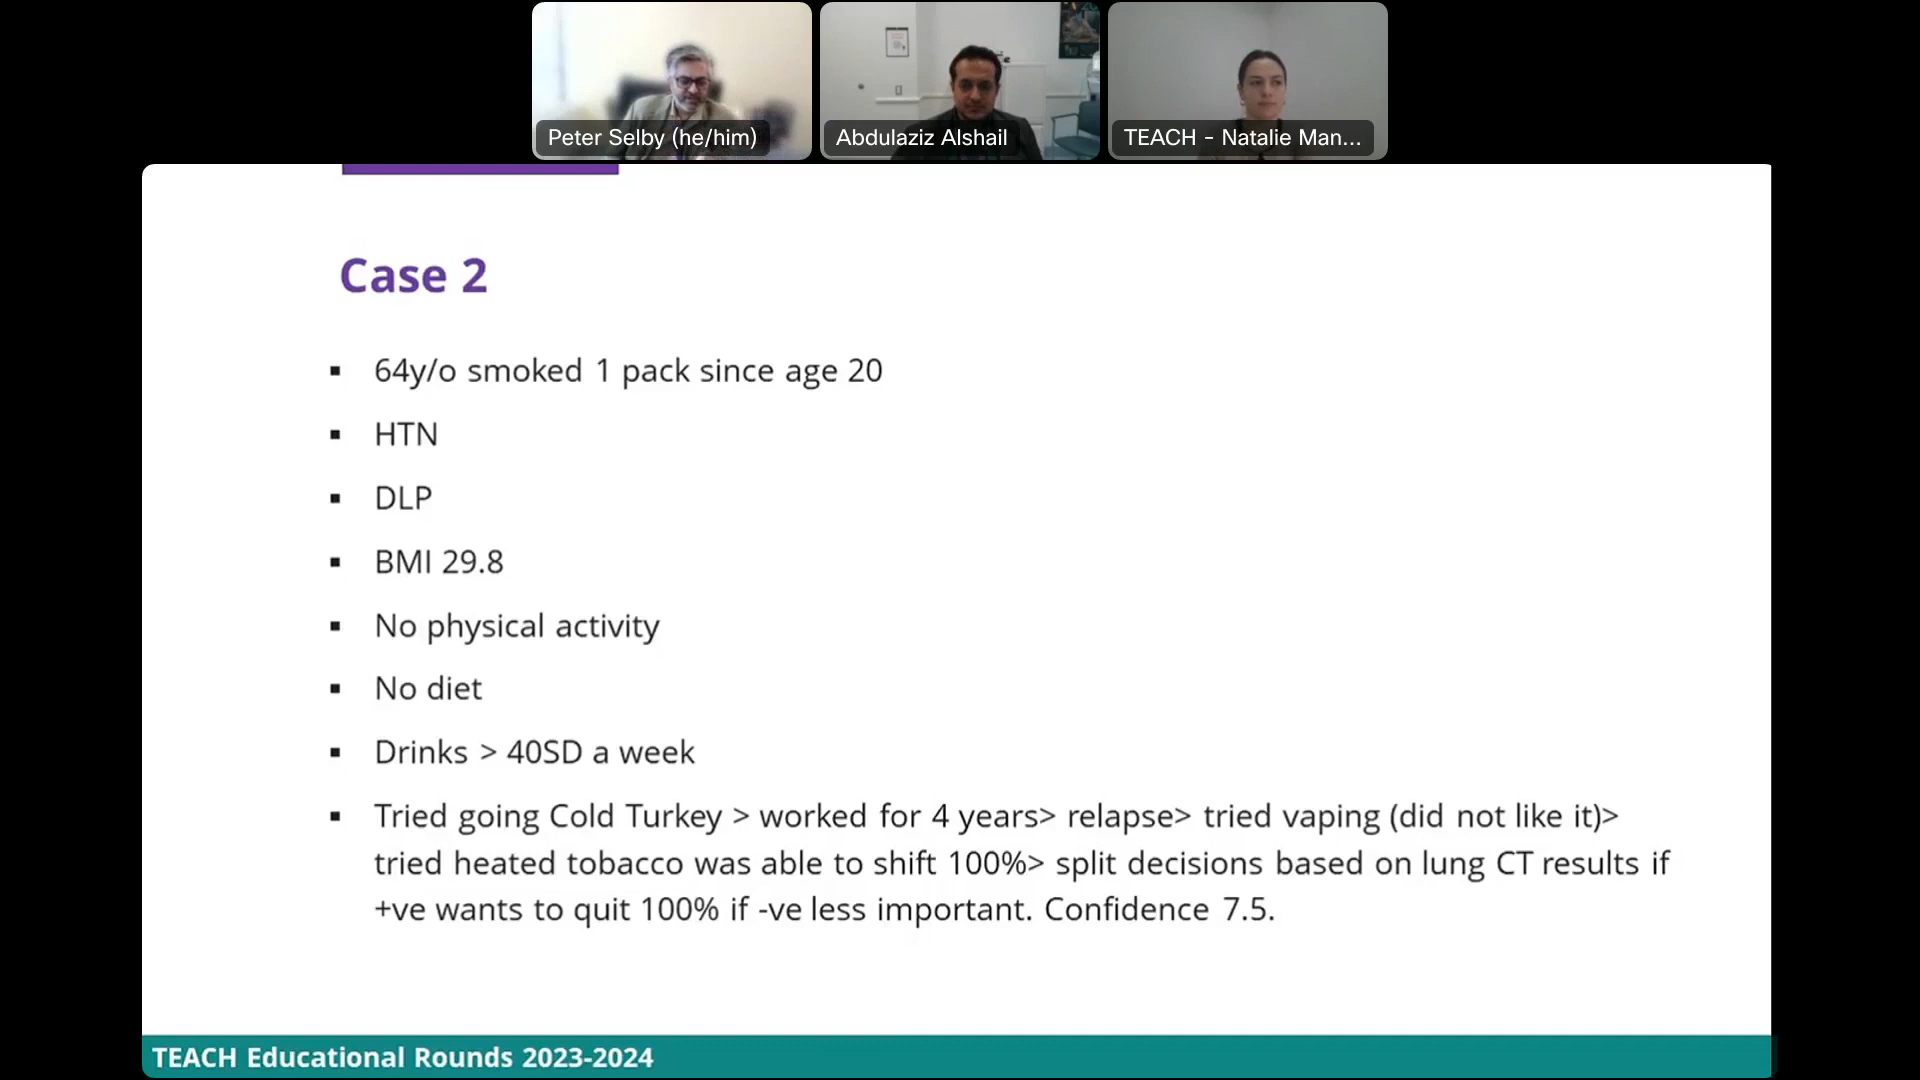 Peter Selby (he/him)
Abdulaziz Alshail
TEACH - Natalie Man...
Case 2
▪ 64y/o smoked 1 pack since age 20
▪ HTN
▪ DLP
▪ BMI 29.8
▪ No physical activity
▪ No diet
▪ Drinks > 40SD a week
▪ Tried going Cold Turkey > worked for 4 years> relapse> tried vaping (did not like it)>
tried heated tobacco was able to shift 100%> split decisions based on lung CT results if
+ve wants to quit 100% if -ve less important. Confidence 7.5.
TEACH Educational Rounds 2023-2024